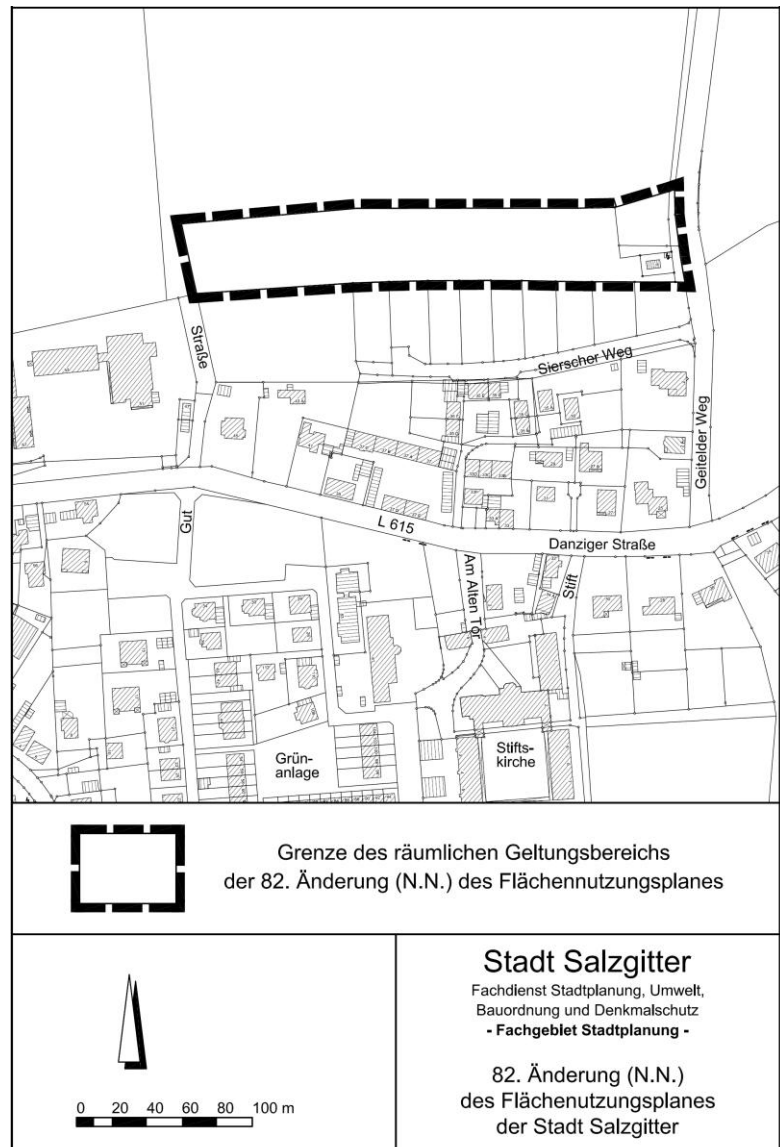 Straße
Sierscher Weg
Geitelder Weg
Gut
L 615
Danziger Straße
Am Alten Tor
Stift
Grün-
anlage
Stifts-
kirche
Grenze des räumlichen Geltungsbereichs
der 82. Änderung (N.N.) des Flächennutzungsplanes
0 20 40 60 80 100 m
Stadt Salzgitter
Fachdienst Stadtplanung, Umwelt,
Bauordnung und Denkmalschutz
- Fachgebiet Stadtplanung -
82. Änderung (N.N.)
des Flächenutzungsplanes
der Stadt Salzgitter